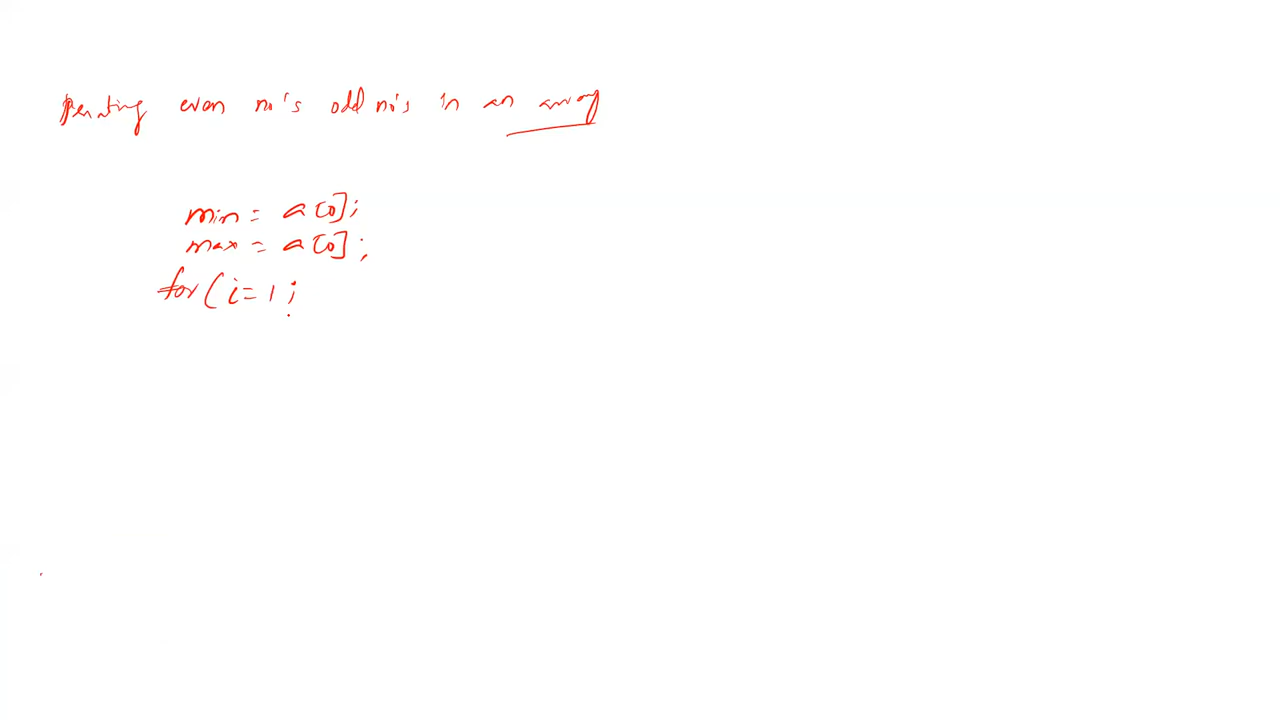 Printing even no's odd no's in an array
min = a[0];
max = a[0];
for(i=1;